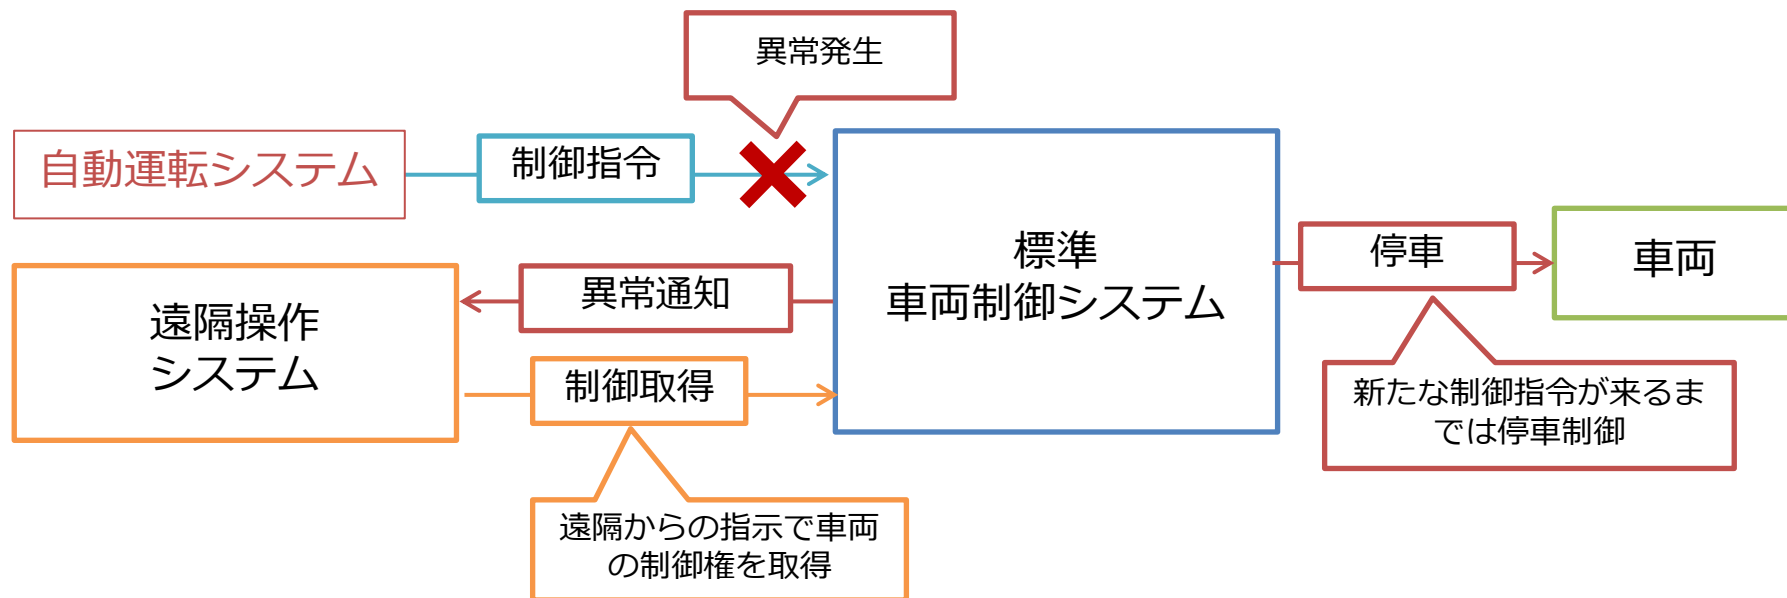 異常発生
自動運転システム
制御指令
標準
車両制御システム
停車
車両
異常通知
遠隔操作
システム
制御取得
新たな制御指令が来るま
では停車制御
遠隔からの指示で車両
の制御権を取得